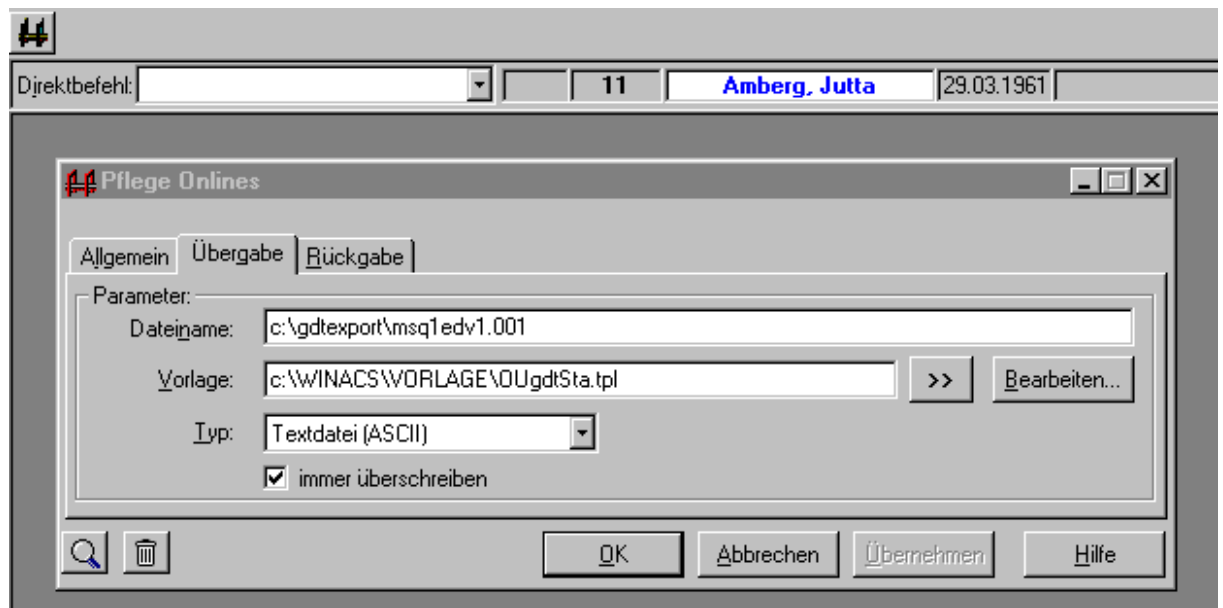 Direktbefehl: 11 Amberg, Jutta 29.03.1961
Pflege Onlines
Allgemein Übergabe Rückgabe
Parameter:
Dateiname: c:\gdtexport\msq1edv1.001
Vorlage: c:\WINACS\VORLAGE\OUgdtSta.tpl >> Bearbeiten...
Typ: Textdatei (ASCII)
immer überschreiben
OK Abbrechen Übernehmen Hilfe